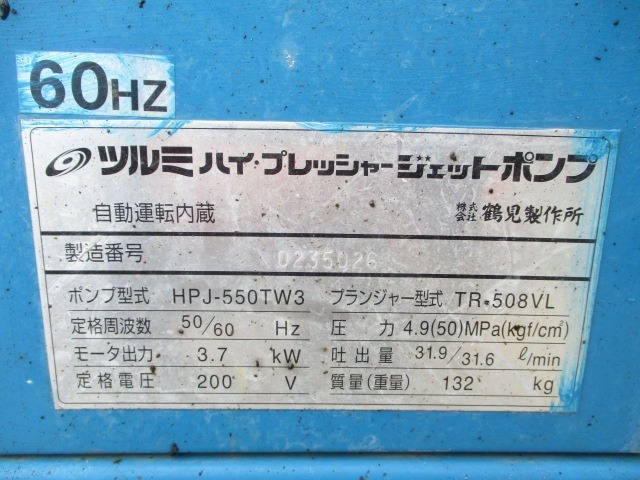 60HZ
ツルミ ハイ・プレッシャージェットポンプ
自動運転内蔵 株式会社 鶴見製作所
製造番号 0235026
ポンプ型式 HPJ-550TW3 プランジャー型式 TR-508VL
定格周波数 50/60 Hz 圧力 4.9(50)MPa(kgf/cm²)
モータ出力 3.7 kW 吐出量 31.9/31.6 ℓ/min
定格電圧 200 V 質量(重量) 132 kg